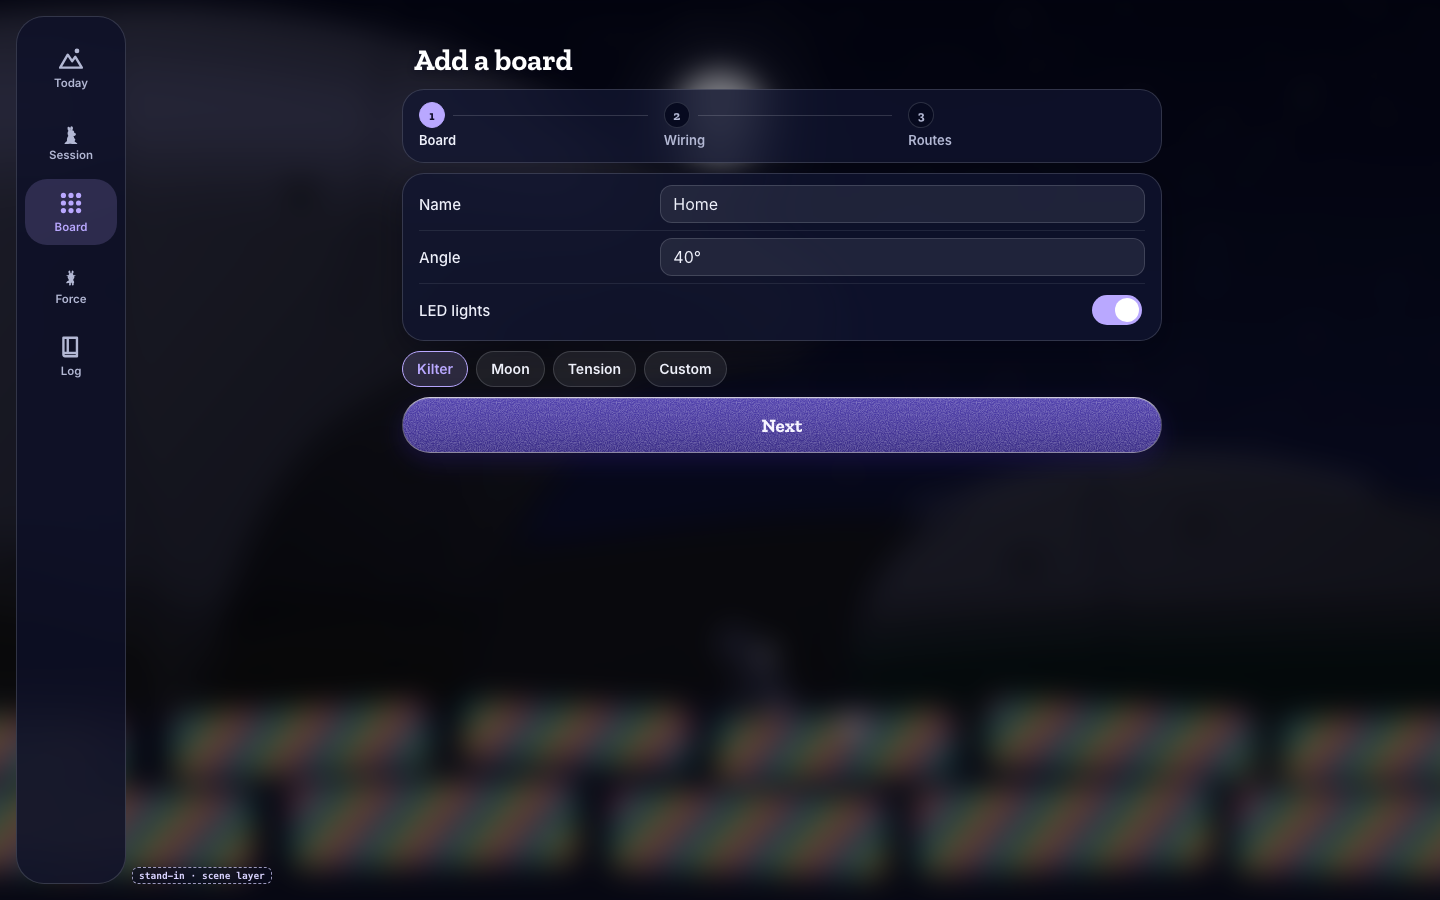 Today
Session
Board
Force
Log
Add a board
1
Board
2
Wiring
3
Routes
Name
Home
Angle
40°
LED lights
Kilter
Moon
Tension
Custom
Next
stand-in · scene layer